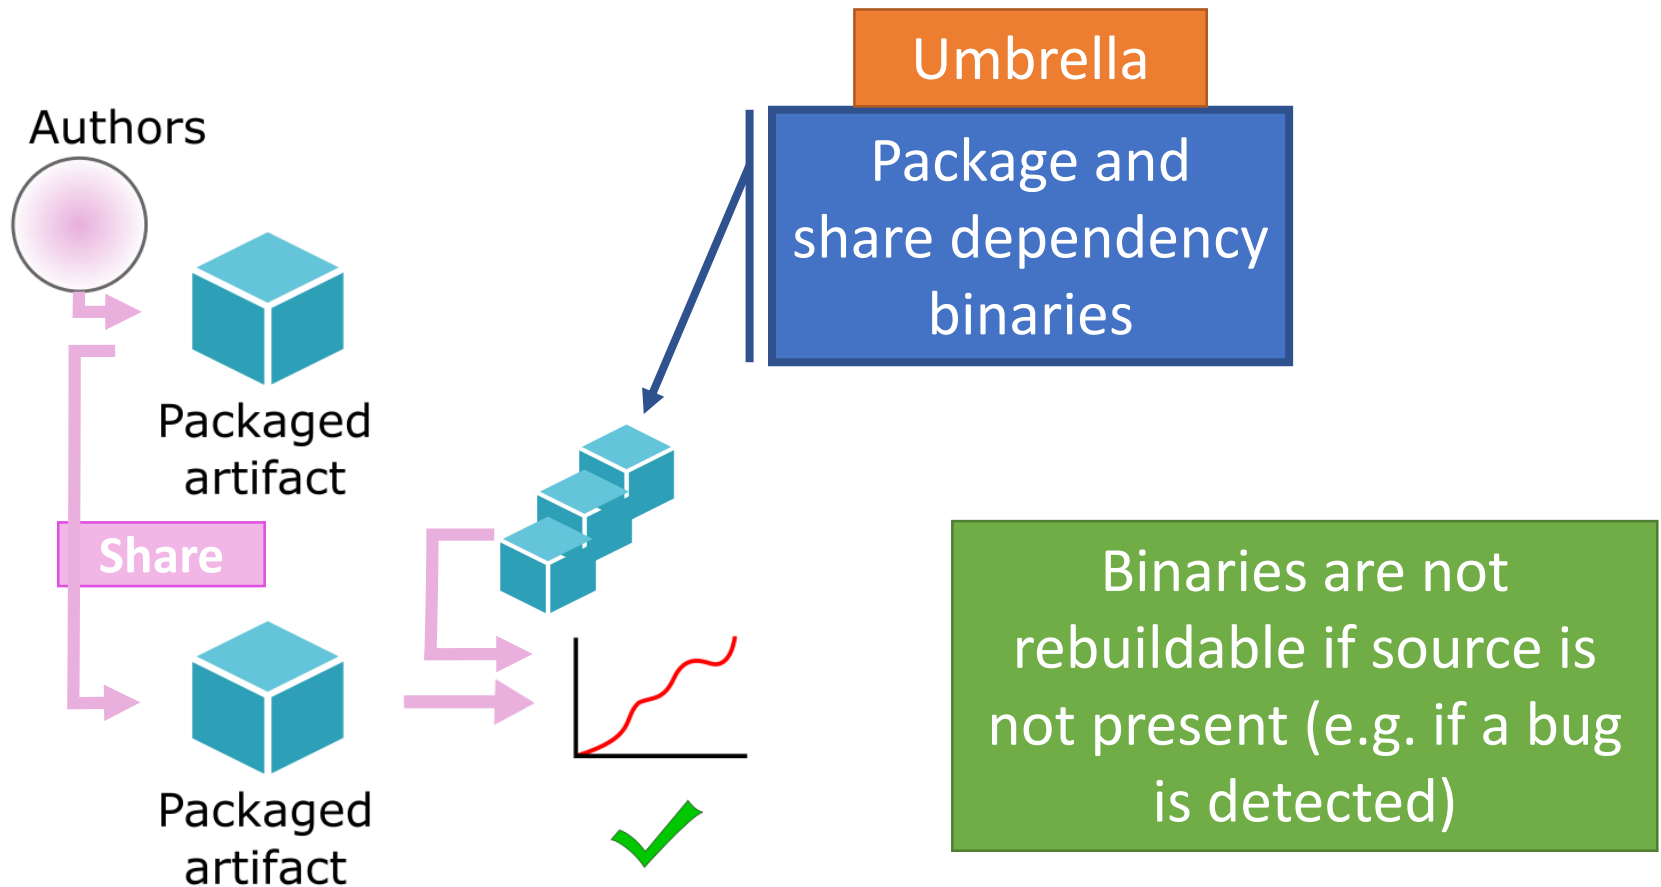 Umbrella
Package and
share dependency
binaries
Authors
Packaged
artifact
Share
Packaged
artifact
Binaries are not
rebuildable if source is
not present (e.g. if a bug
is detected)